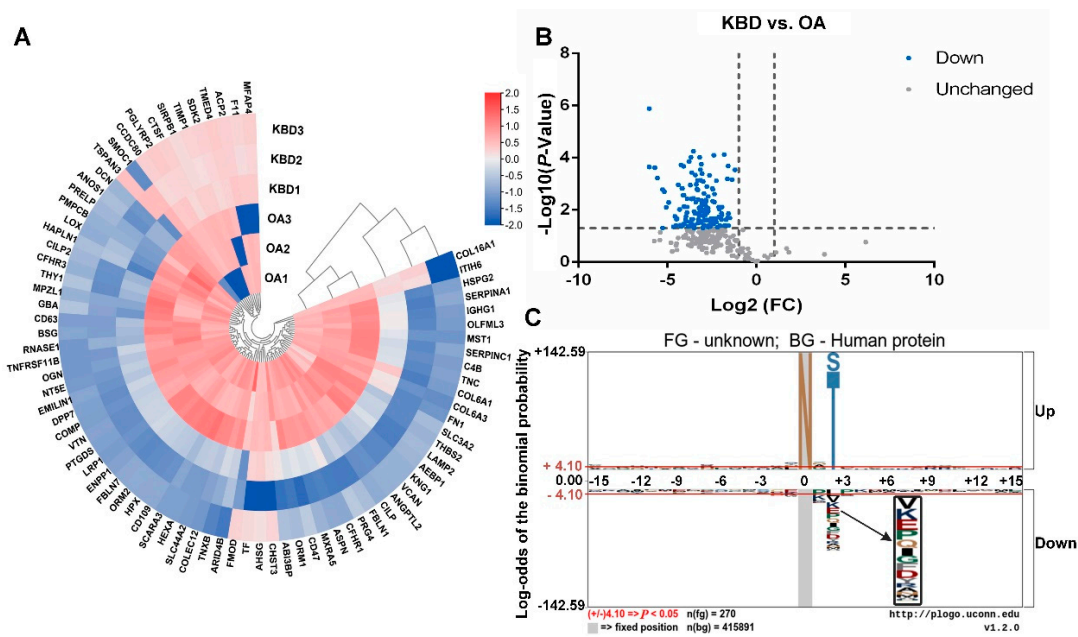 A
MFAP4
F11
ACP2
TMED4
SDK2
TIMP1
SIRPB1
CTSF
PGLYRP2
CCDC80
SMOC1
TSPAN3
DCN
ANOS1
PRELP
PMPCB
LOX
HAPLN1
CILP2
CFHR3
THY1
MPZL1
GBA
CD63
BSG
RNASE1
TNFRSF11B
OGN
NT5E
EMILIN1
DPP7
COMP
VTN
PTGDS
LRP1
ENPP1
FBLN7
ORM2
HPX
CD109
SCARA3
HEXA
SLC44A2
COLEC12
TNXB
ARID4B
FMOD
TF
AHSG
CHST3
ABI3BP
ORM1
CD47
MXRA5
ASPN
CFHR1
PRG4
FBLN1
CILP
ANGPTL2
VCAN
KNG1
AEBP1
LAMP2
THBS2
SLC3A2
FN1
COL6A3
COL6A1
TNC
C4B
SERPINC1
MST1
OLFML3
IGHG1
SERPINA1
HSPG2
ITIH6
COL16A1
KBD3
KBD2
KBD1
OA3
OA2
OA1
2.0
1.5
1.0
0.5
0.0
-0.5
-1.0
-1.5
-2.0
B
KBD vs. OA
Down
Unchanged
-Log10(P-Value)
8
6
4
2
0
-10
-5
0
5
10
Log2 (FC)
C
FG - unknown; BG - Human protein
Log-odds of the binomial probability
+142.59
+ 4.10
0.00
- 4.10
-142.59
-15
-12
-9
-6
-3
0
+3
+6
+9
+12
+15
N
S
Up
Down
V
K
E
P
Q
I
G
F
D
(+/-)4.10 => P < 0.05 n(fg) = 270
=> fixed position n(bg) = 415891
http://plogo.uconn.edu
v1.2.0